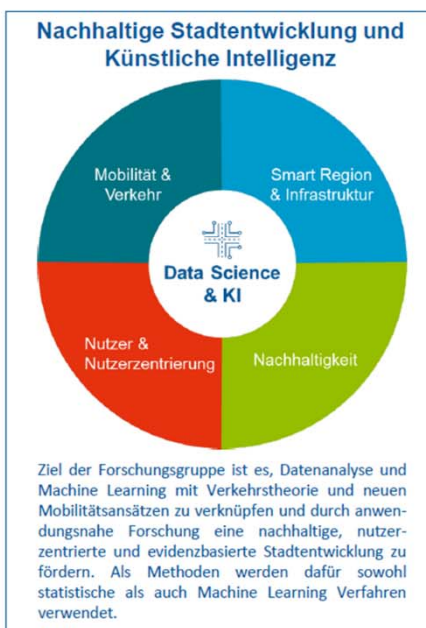 Nachhaltige Stadtentwicklung und
Künstliche Intelligenz
Mobilität &
Verkehr
Smart Region
& Infrastruktur
Data Science
& KI
Nutzer &
Nutzerzentrierung
Nachhaltigkeit
Ziel der Forschungsgruppe ist es, Datenanalyse und
Machine Learning mit Verkehrstheorie und neuen
Mobilitätsansätzen zu verknüpfen und durch anwen-
dungsnahe Forschung eine nachhaltige, nutzer-
zentrierte und evidenzbasierte Stadtentwicklung zu
fördern. Als Methoden werden dafür sowohl
statistische als auch Machine Learning Verfahren
verwendet.